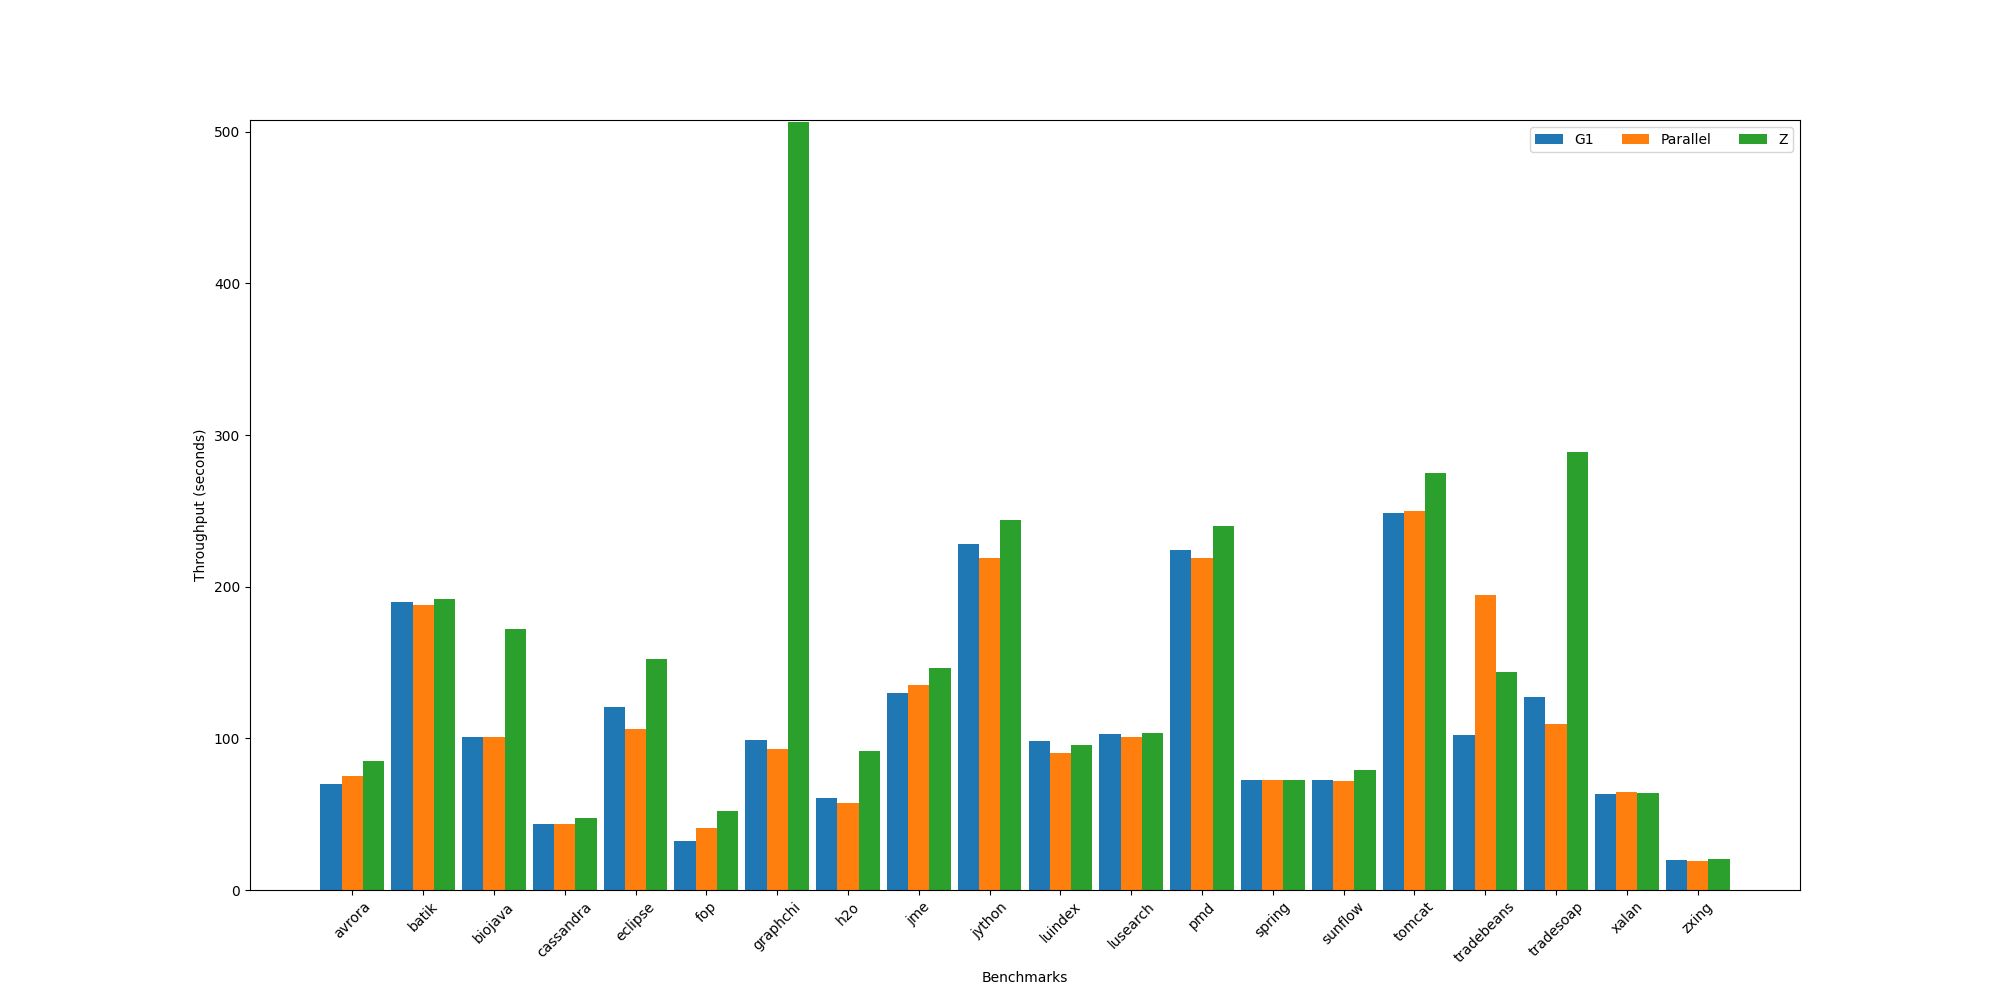 G1 Parallel Z
500
400
300
200
100
0
Throughput (seconds)
avrora batik biojava cassandra eclipse fop graphchi h2o jme jython luindex lusearch pmd spring sunflow tomcat tradebeans tradesoap xalan zxing
Benchmarks